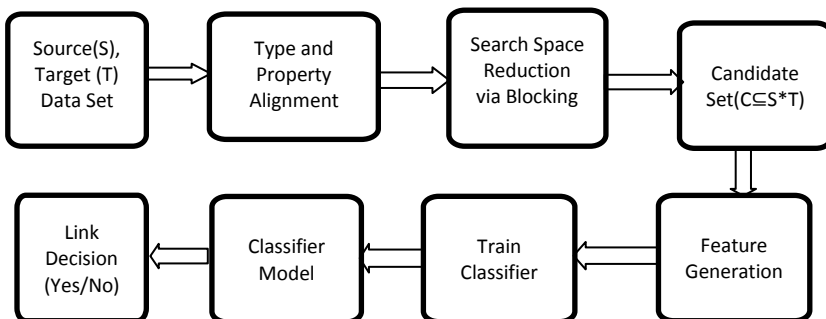 Source(S),
Target (T)
Data Set
Type and
Property
Alignment
Search Space
Reduction
via Blocking
Candidate
Set(C⊆S*T)
Link
Decision
(Yes/No)
Classifier
Model
Train
Classifier
Feature
Generation